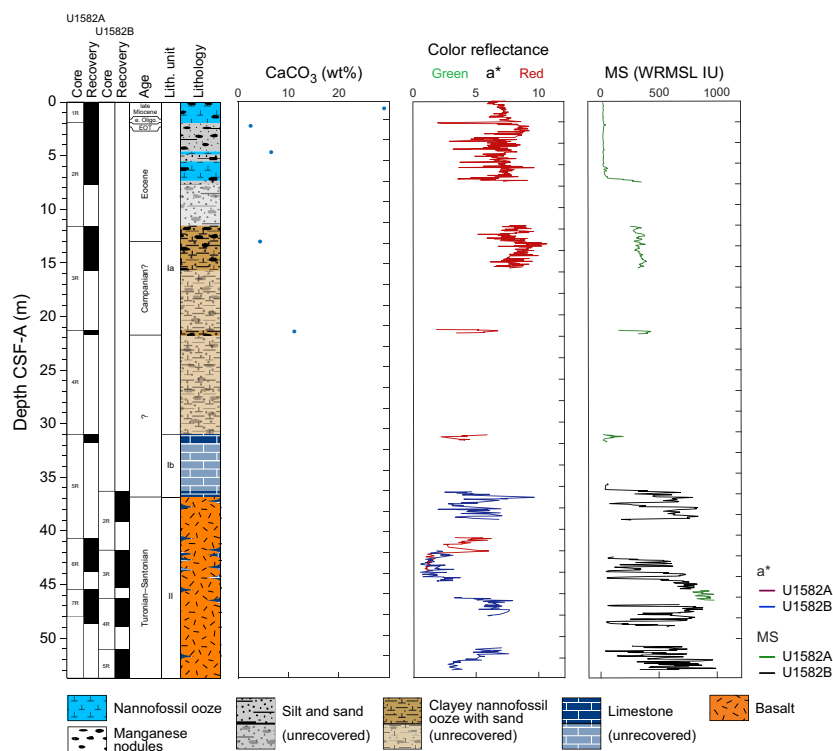 U1582A
U1582B
Core
Recovery
Core
Recovery
Age
Lith. unit
Lithology
CaCO3 (wt%)
Color reflectance
Green a* Red
MS (WRMSL IU)
0 10 20
0 5 10
0 400 800 1200
Depth CSF-A (m)
0
5
10
15
20
25
30
35
40
45
50
1R
2R
3R
4R
5R
6R
7R
2R
3R
4R
5R
late
Miocene
e. Oligo.
EOT
Eocene
Campanian?
?
Turonian–Santonian
Ia
Ib
II
a*
U1582A
U1582B
MS
U1582A
U1582B
Nannofossil ooze
Manganese
nodules
Silt and sand
(unrecovered)
Clayey nannofossil
ooze with sand
(unrecovered)
Limestone
(unrecovered)
Basalt